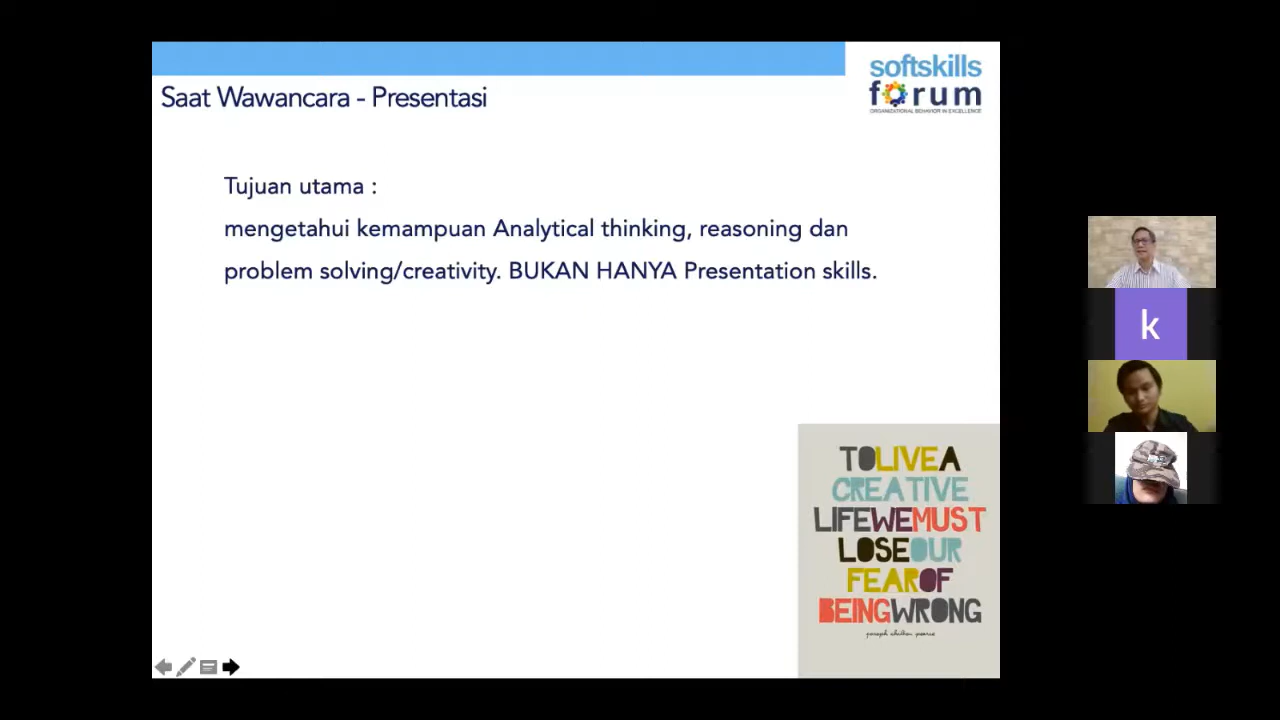 softskills
forum
ORGANIZATIONAL BEHAVIOR IN EXCELLENCE
Saat Wawancara - Presentasi
Tujuan utama :
mengetahui kemampuan Analytical thinking, reasoning dan
problem solving/creativity. BUKAN HANYA Presentation skills.
k
TO LIVE A
CREATIVE
LIFE WE MUST
LOSE OUR
FEAR OF
BEING WRONG